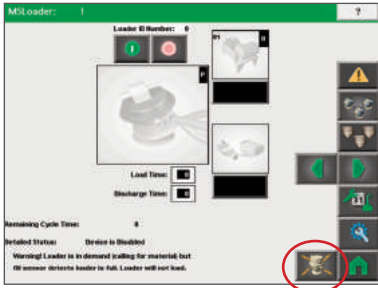 MSLoader: 1 ?
Loader ID Number: 0
01
P
Load Time: 0
Discharge Time: 0
31
Remaining Cycle Time: 0
Detailed Status: Device is Disabled
Warning! Leader is in demand (calling for material) but
fill sensor detects loader is full. Loader will not load.